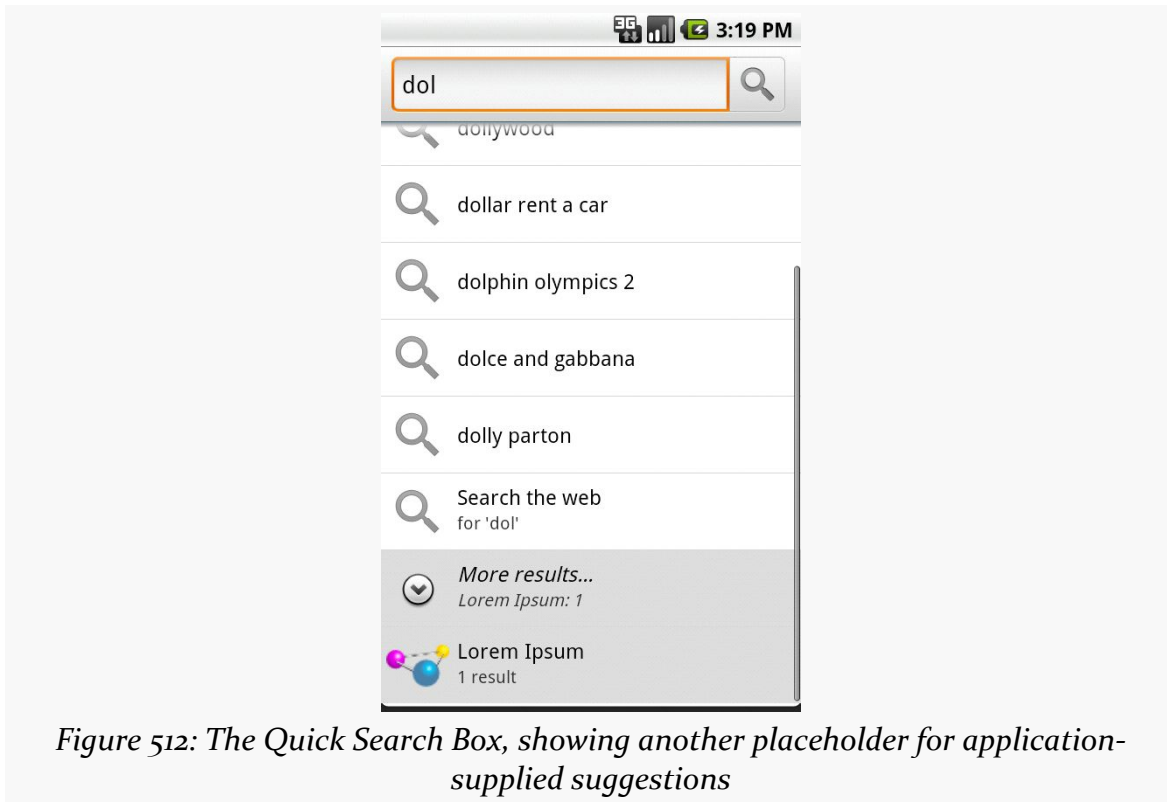 3G 3:19 PM
dol
dollywood
dollar rent a car
dolphin olympics 2
dolce and gabbana
dolly parton
Search the web
for 'dol'
More results...
Lorem Ipsum: 1
Lorem Ipsum
1 result
Figure 512: The Quick Search Box, showing another placeholder for application-
supplied suggestions